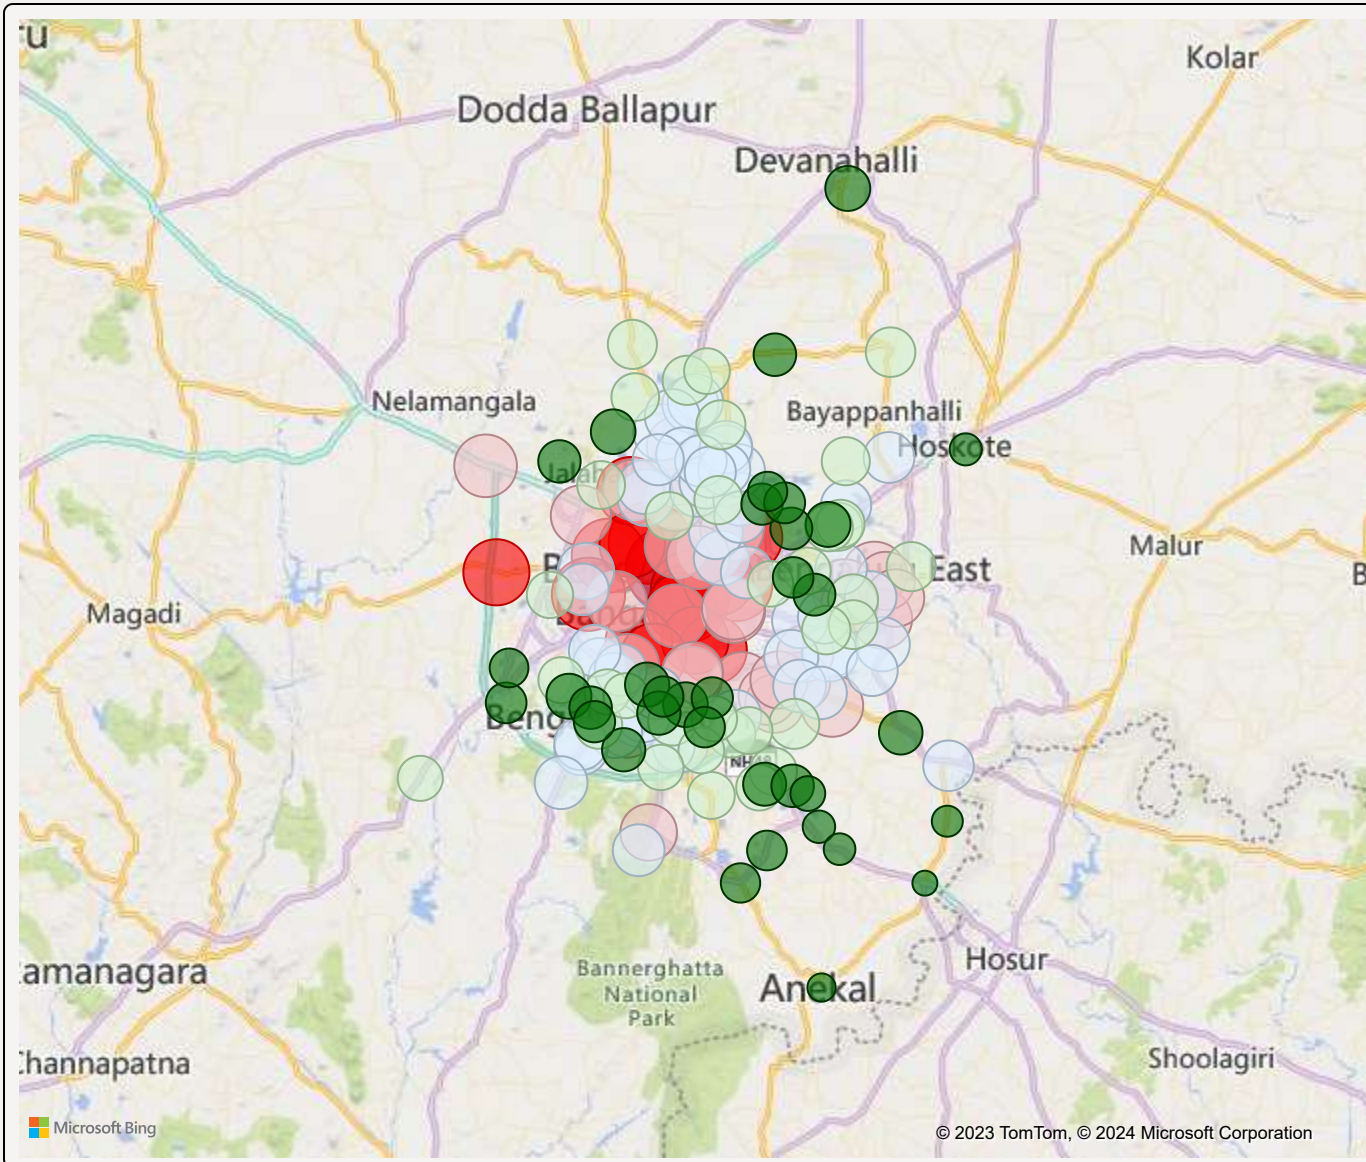 Kolar
Dodda Ballapur
Devanahalli
Nelamangala
Bayappanhalli
Hoskote
Malur
East
Magadi
Beng
NH
amanagara
Bannerghatta
National
Park
Anekal
Hosur
Channapatna
Shoolagiri
Microsoft Bing
© 2023 TomTom, © 2024 Microsoft Corporation